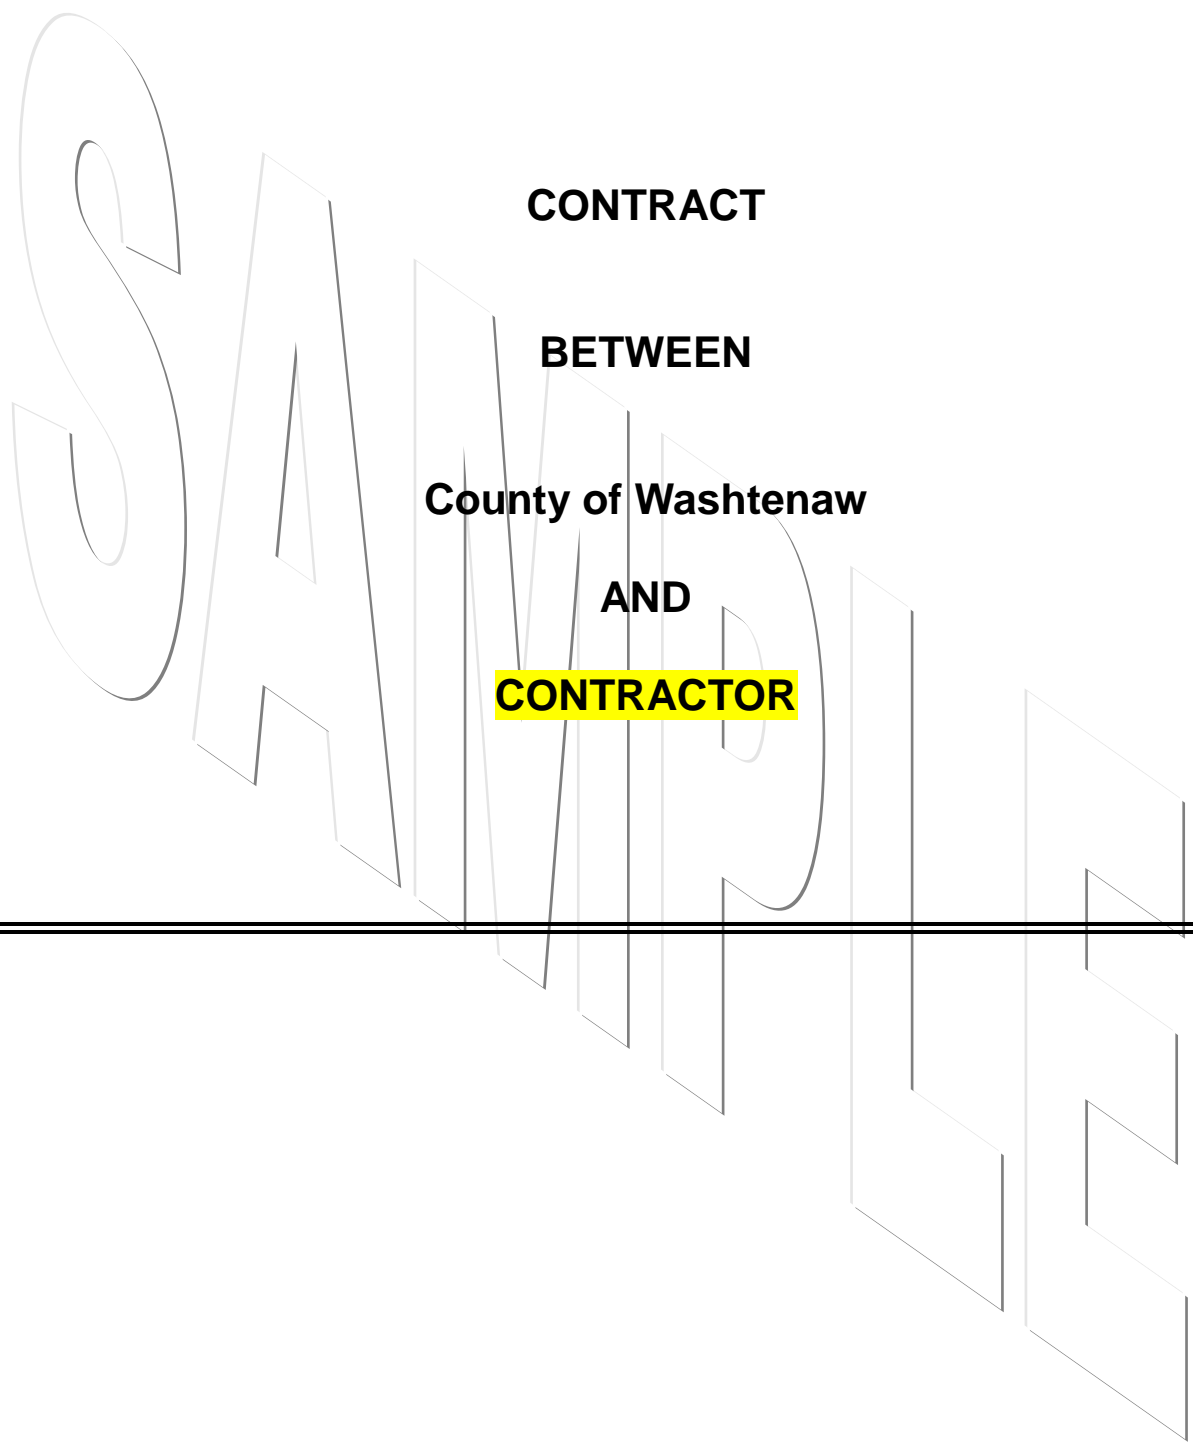 CONTRACT
BETWEEN
County of Washtenaw
AND
CONTRACTOR
SAMPLE